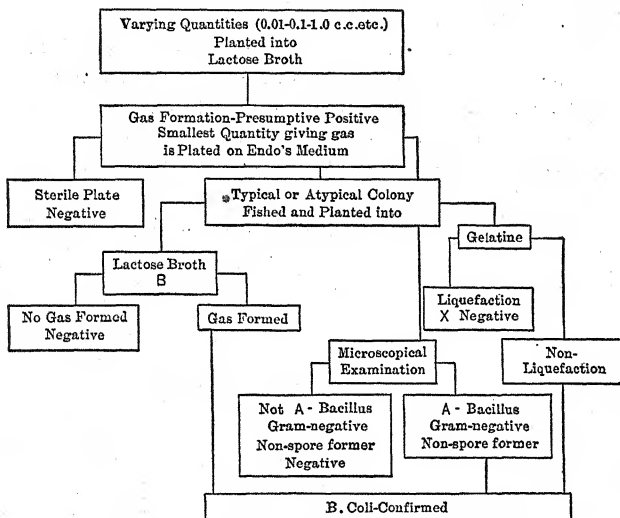 Varying Quantities (0.01-0.1-1.0 c.c.etc.)
Planted into
Lactose Broth
Gas Formation-Presumptive Positive
Smallest Quantity giving gas
is Plated on Endo's Medium
Sterile Plate
Negative
Typical or Atypical Colony
Fished and Planted into
Gelatine
Lactose Broth
B
Liquefaction
X Negative
No Gas Formed
Negative
Gas Formed
Microscopical
Examination
Non-
Liquefaction
Not A - Bacillus
Gram-negative
Non-spore former
Negative
A - Bacillus
Gram-negative
Non-spore former
B. Coli-Confirmed